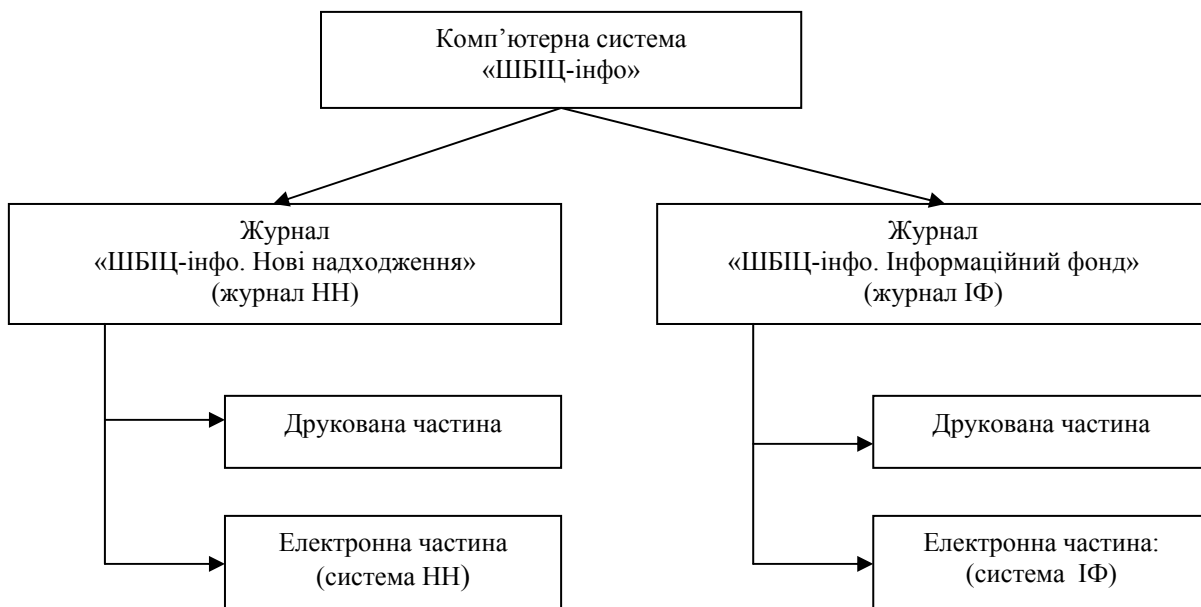 Комп’ютерна система
«ШБІЦ-інфо»
Журнал
«ШБІЦ-інфо. Нові надходження»
(журнал НН)
Журнал
«ШБІЦ-інфо. Інформаційний фонд»
(журнал ІФ)
Друкована частина
Друкована частина
Електронна частина
(система НН)
Електронна частина:
(система ІФ)